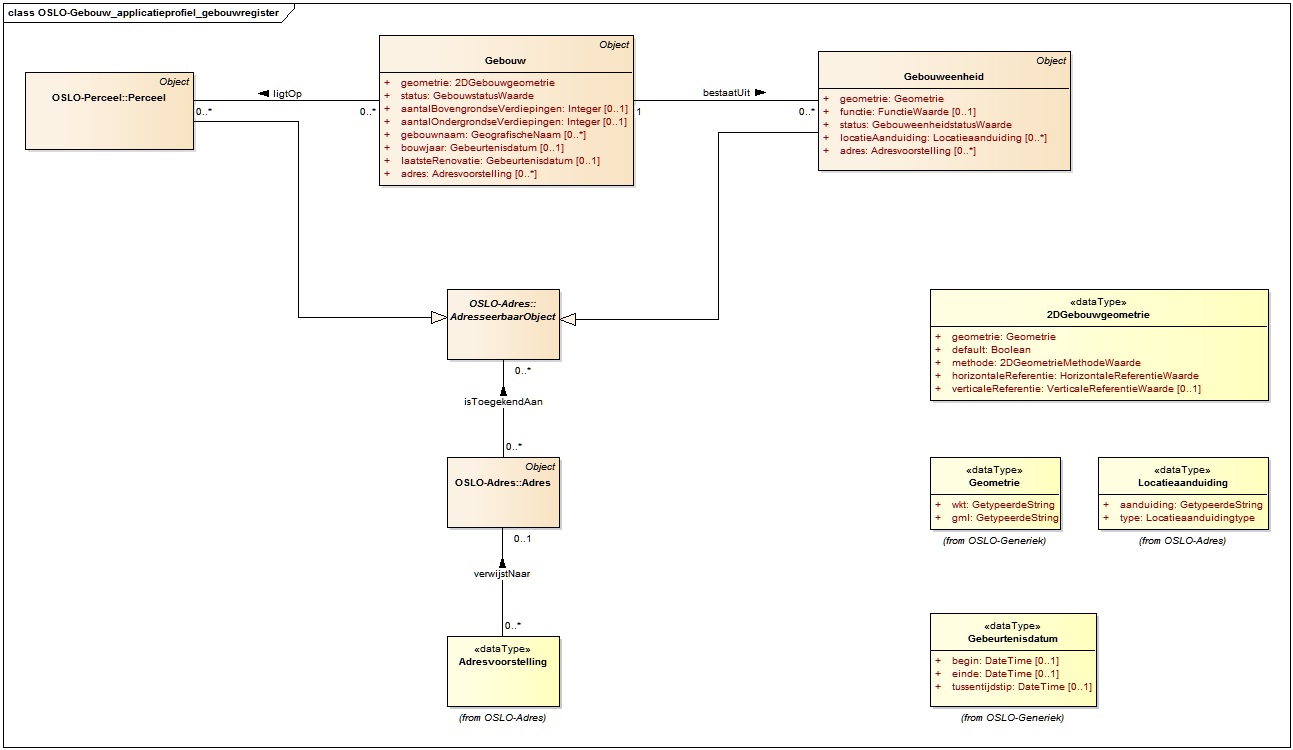 class OSLO-Gebouw_applicatieprofiel_gebouwregister
Object
OSLO-Perceel::Perceel
0..*
ligtOp
0..*
Object
Gebouw
+ geometrie: 2DGebouwgeometrie
+ status: GebouwstatusWaarde
+ aantalBovengrondseVerdiepingen: Integer [0..1]
+ aantalOndergrondseVerdiepingen: Integer [0..1]
+ gebouwnaam: GeografischeNaam [0..*]
+ bouwjaar: Gebeurtenisdatum [0..1]
+ laatsteRenovatie: Gebeurtenisdatum [0..1]
+ adres: Adresvoorstelling [0..*]
1
bestaatUit
0..*
Object
Gebouweenheid
+ geometrie: Geometrie
+ functie: FunctieWaarde [0..1]
+ status: GebouweenheidstatusWaarde
+ locatieAanduiding: Locatieaanduiding [0..*]
+ adres: Adresvoorstelling [0..*]
OSLO-Adres::
AdresseerbaarObject
0..*
isToegekendAan
0..*
Object
OSLO-Adres::Adres
0..1
verwijstNaar
0..*
«dataType»
Adresvoorstelling
(from OSLO-Adres)
«dataType»
2DGebouwgeometrie
+ geometrie: Geometrie
+ default: Boolean
+ methode: 2DGeometrieMethodeWaarde
+ horizontaleReferentie: HorizontaleReferentieWaarde
+ verticaleReferentie: VerticaleReferentieWaarde [0..1]
«dataType»
Geometrie
+ wkt: GetypeerdeString
+ gml: GetypeerdeString
(from OSLO-Generiek)
«dataType»
Locatieaanduiding
+ aanduiding: GetypeerdeString
+ type: Locatieaanduidingtype
(from OSLO-Adres)
«dataType»
Gebeurtenisdatum
+ begin: DateTime [0..1]
+ einde: DateTime [0..1]
+ tussentijdstip: DateTime [0..1]
(from OSLO-Generiek)